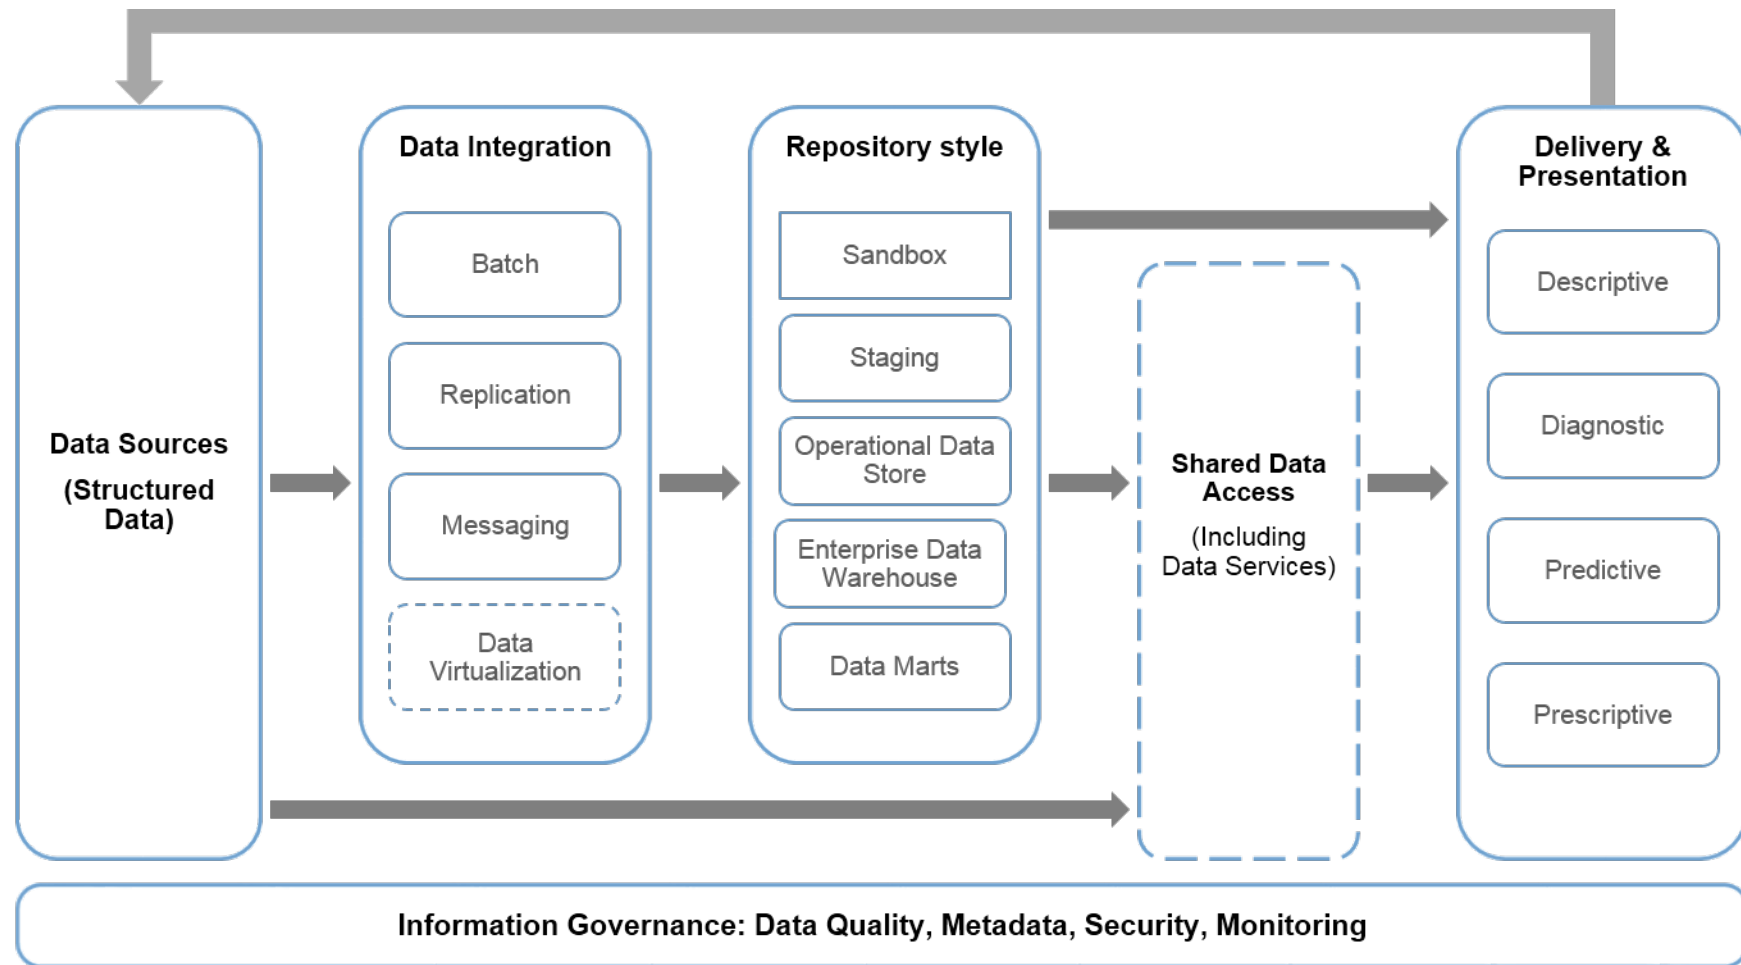 Data Sources
(Structured
Data)
Data Integration
Batch
Replication
Messaging
Data
Virtualization
Repository style
Sandbox
Staging
Operational Data
Store
Enterprise Data
Warehouse
Data Marts
Shared Data
Access
(Including
Data Services)
Delivery &
Presentation
Descriptive
Diagnostic
Predictive
Prescriptive
Information Governance: Data Quality, Metadata, Security, Monitoring